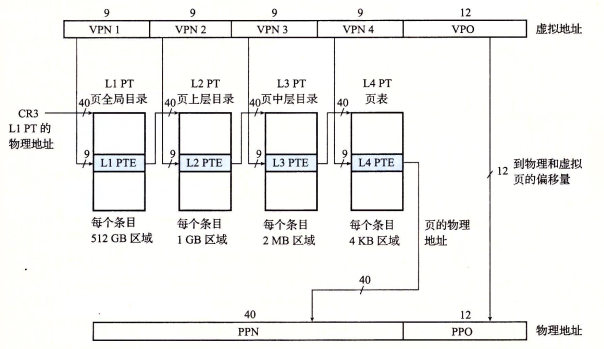 9 9 9 9 12
VPN 1 VPN 2 VPN 3 VPN 4 VPO 虚拟地址
L1 PT L2 PT L3 PT L4 PT
页全局目录 页上层目录 页中层目录 页表
40 40 40 40
CR3
L1 PT 的
物理地址
9 L1 PTE 9 L2 PTE 9 L3 PTE 9 L4 PTE
12 到物理和虚拟
页的偏移量
每个条目 每个条目 每个条目 每个条目
512 GB 区域 1 GB 区域 2 MB 区域 4 KB 区域
页的物理
地址
40
40 12
PPN PPO 物理地址